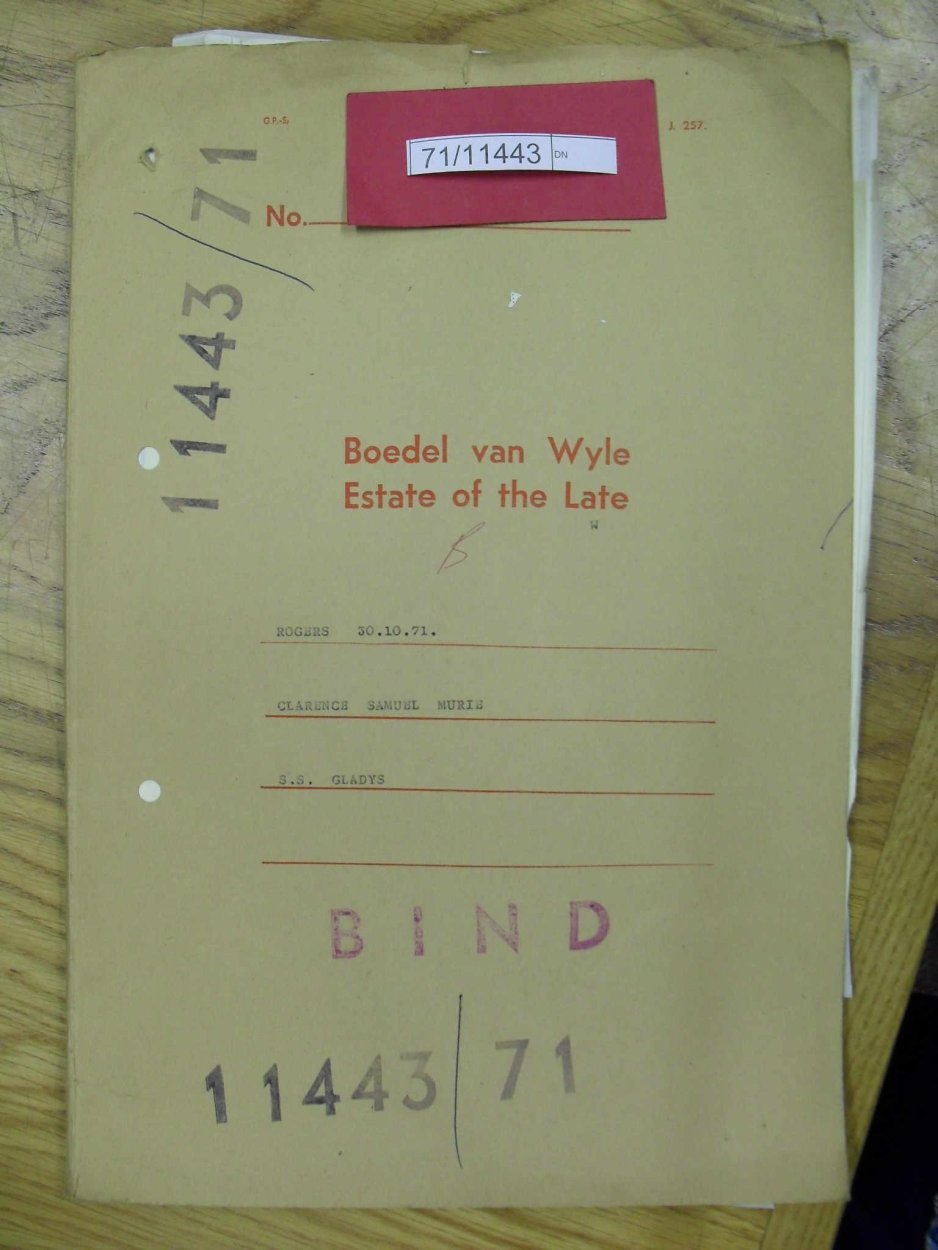 G.P.-S.
J. 257.
71/11443 DN
No.
11443/71
Boedel van Wyle
Estate of the Late
W
B
ROGERS 30.10.71.
CLARENCE SAMUEL MURIE
S.S. GLADYS
BIND
11443/71